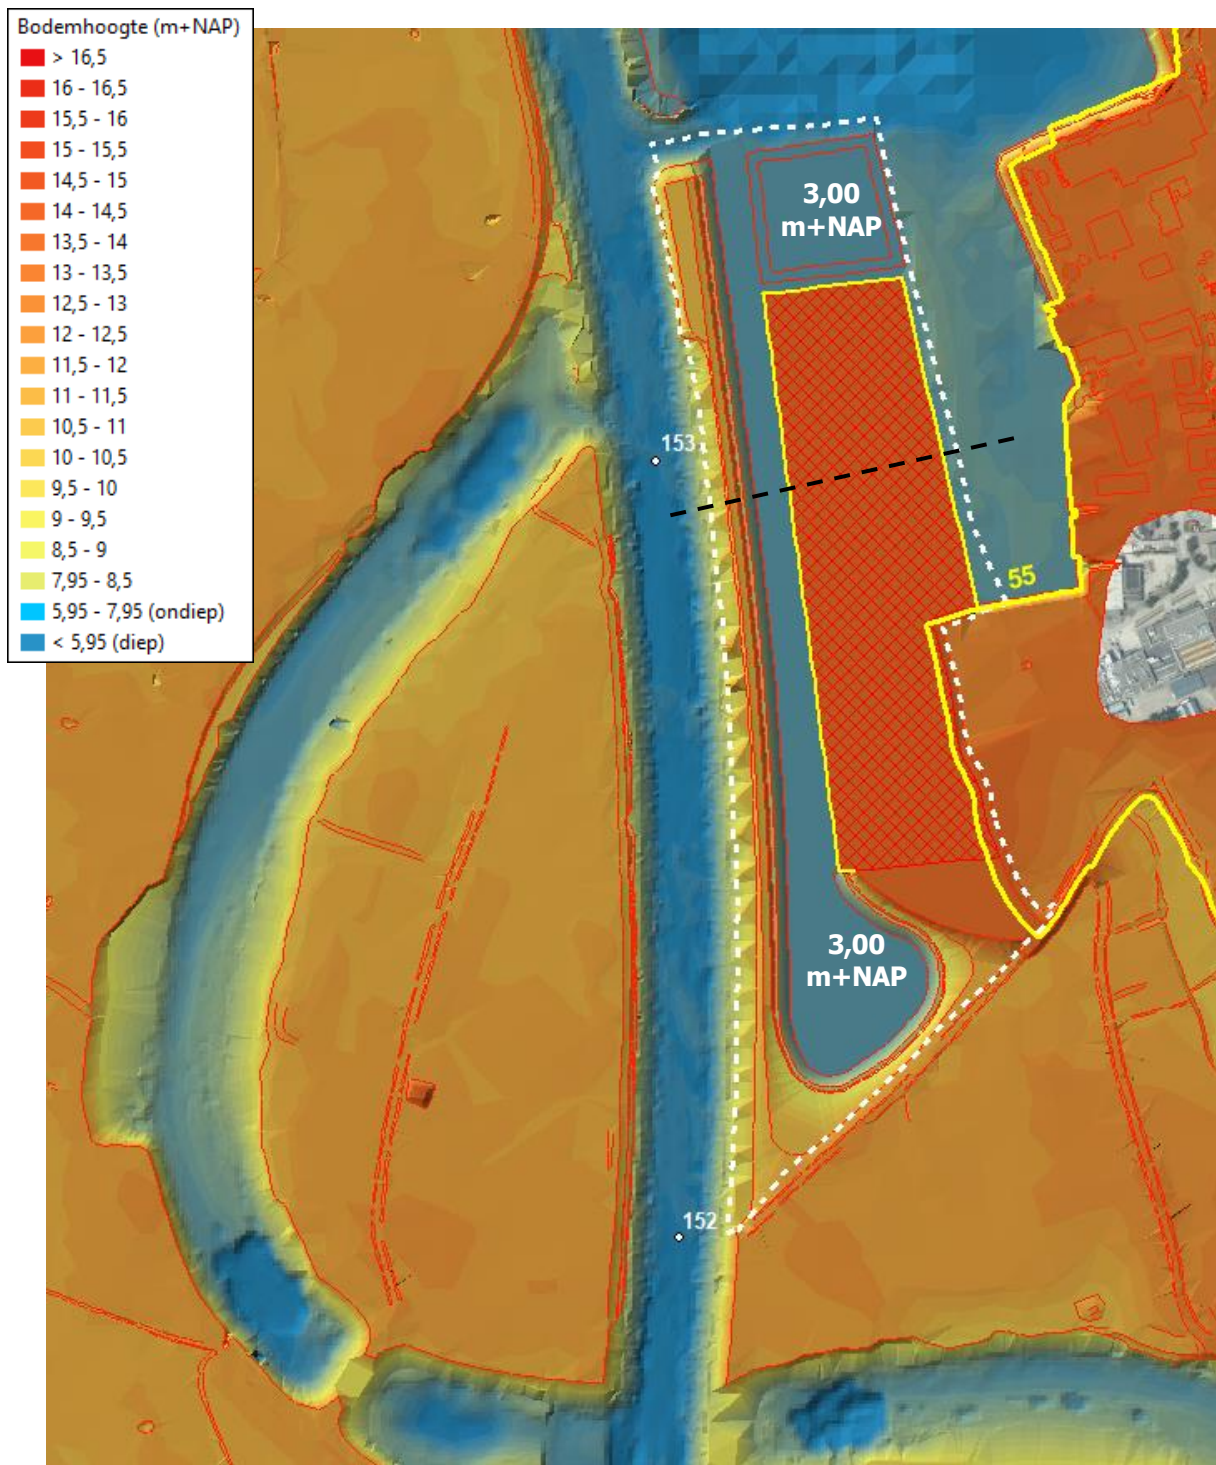 Bodemhoogte (m+NAP)
> 16,5
16 - 16,5
15,5 - 16
15 - 15,5
14,5 - 15
14 - 14,5
13,5 - 14
13 - 13,5
12,5 - 13
12 - 12,5
11,5 - 12
11 - 11,5
10,5 - 11
10 - 10,5
9,5 - 10
9 - 9,5
8,5 - 9
7,95 - 8,5
5,95 - 7,95 (ondiep)
< 5,95 (diep)
3,00
m+NAP
153
55
3,00
m+NAP
152